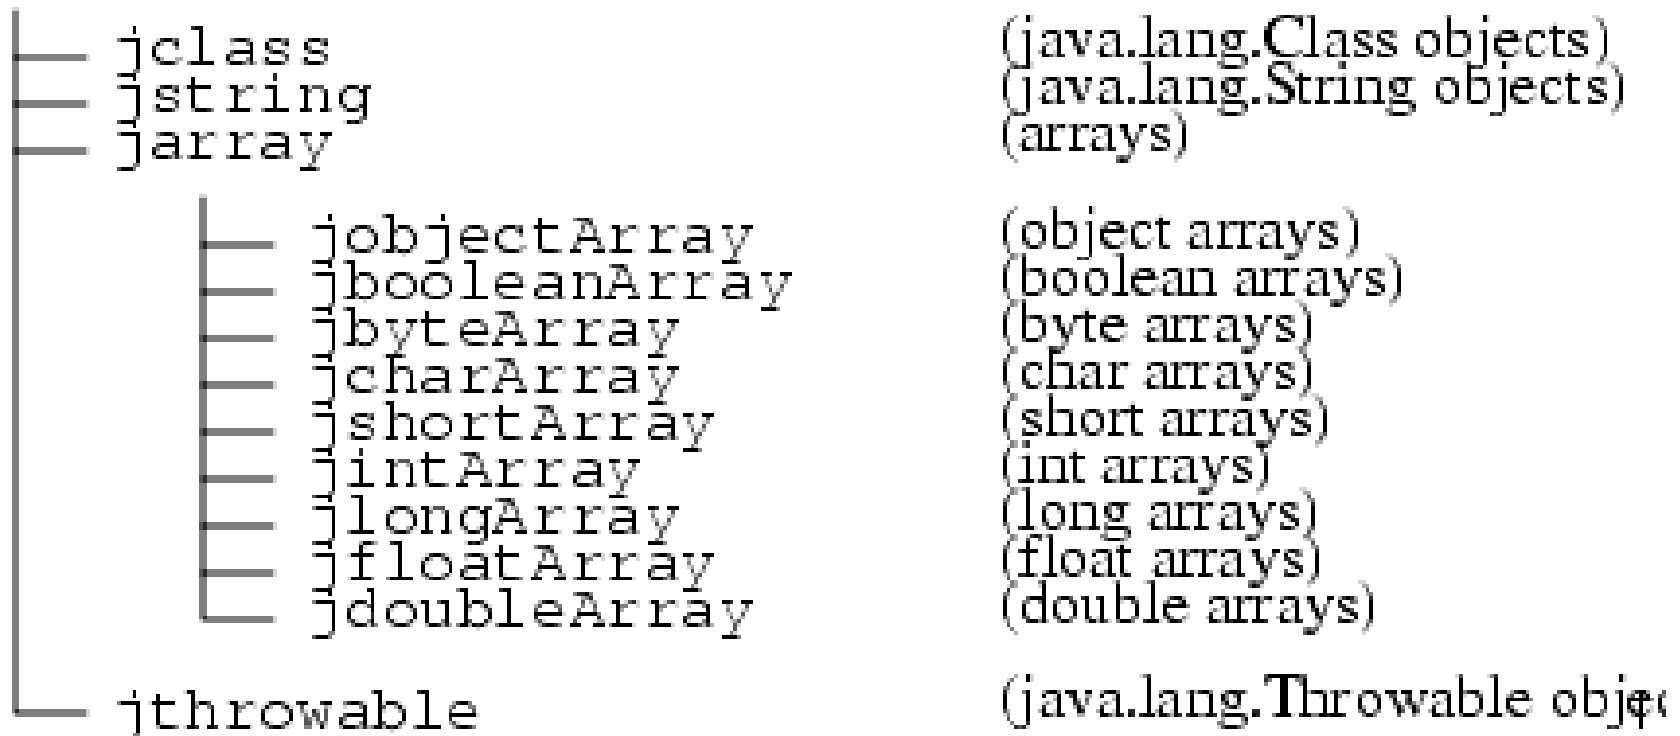 jclass (java.lang.Class objects)
jstring (java.lang.String objects)
jarray (arrays)
jobjectArray (object arrays)
jbooleanArray (boolean arrays)
jbyteArray (byte arrays)
jcharArray (char arrays)
jshortArray (short arrays)
jintArray (int arrays)
jlongArray (long arrays)
jfloatArray (float arrays)
jdoubleArray (double arrays)
jthrowable (java.lang.Throwable